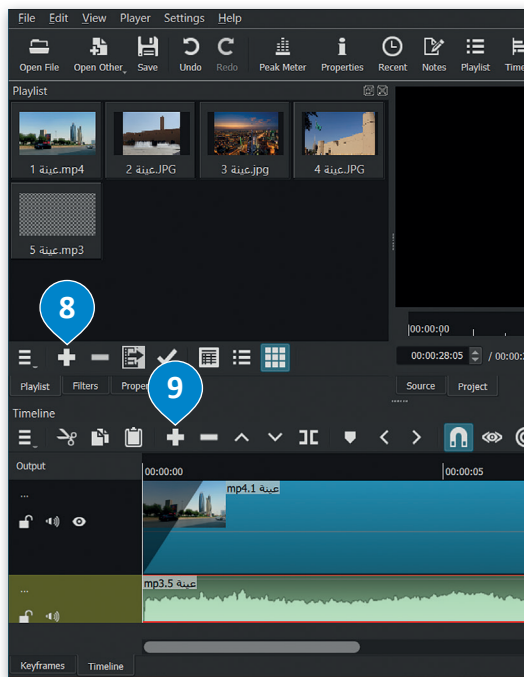 File Edit View Player Settings Help
Open File Open Other Save Undo Redo Peak Meter Properties Recent Notes Playlist Time
Playlist
عينة 1.mp4
عينة 2.JPG
عينة 3.jpg
عينة 4.JPG
عينة 5.mp3
8
00:00:00
00:00:28:05 / 00:00:2
Playlist Filters Prope
Source Project
9
Timeline
Output
00:00:00 00:00:05
...
عينة 1.mp4
...
عينة 5.mp3
Keyframes Timeline